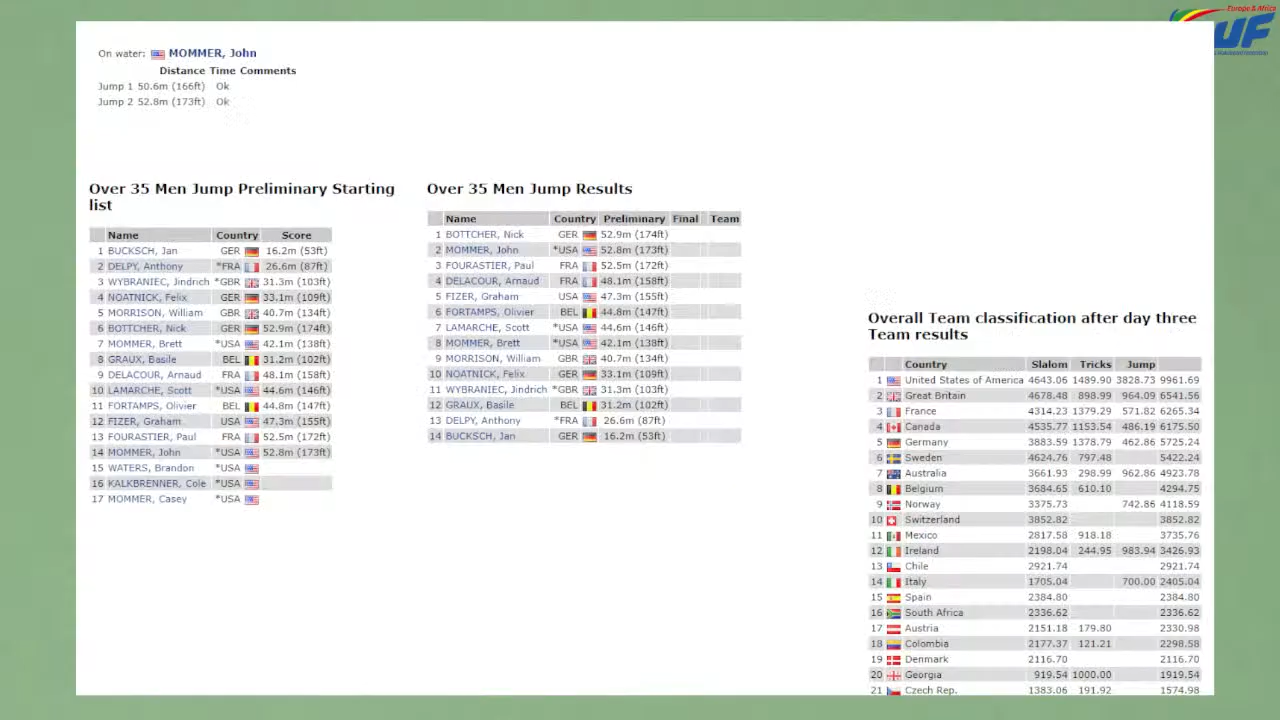 Europe & Africa
UF
On water: MOMMER, John
Distance Time Comments
Jump 1 50.6m (166ft) Ok
Jump 2 52.8m (173ft) Ok
Over 35 Men Jump Preliminary Starting
list
Name Country Score
1 BUCKSCH, Jan GER 16.2m (53ft)
2 DELPY, Anthony *FRA 26.6m (87ft)
3 WYBRANIEC, Jindrich *GBR 31.3m (103ft)
4 NOATNICK, Felix GER 33.1m (109ft)
5 MORRISON, William GBR 40.7m (134ft)
6 BOTTCHER, Nick GER 52.9m (174ft)
7 MOMMER, Brett *USA 42.1m (138ft)
8 GRAUX, Basile BEL 31.2m (102ft)
9 DELACOUR, Arnaud FRA 48.1m (158ft)
10 LAMARCHE, Scott *USA 44.6m (146ft)
11 FORTAMPS, Olivier BEL 44.8m (147ft)
12 FIZER, Graham USA 47.3m (155ft)
13 FOURASTIER, Paul FRA 52.5m (172ft)
14 MOMMER, John *USA 52.8m (173ft)
15 WATERS, Brandon *USA
16 KALKBRENNER, Cole *USA
17 MOMMER, Casey *USA
Over 35 Men Jump Results
Name Country Preliminary Final Team
1 BOTTCHER, Nick GER 52.9m (174ft)
2 MOMMER, John *USA 52.8m (173ft)
3 FOURASTIER, Paul FRA 52.5m (172ft)
4 DELACOUR, Arnaud FRA 48.1m (158ft)
5 FIZER, Graham USA 47.3m (155ft)
6 FORTAMPS, Olivier BEL 44.8m (147ft)
7 LAMARCHE, Scott *USA 44.6m (146ft)
8 MOMMER, Brett *USA 42.1m (138ft)
9 MORRISON, William GBR 40.7m (134ft)
10 NOATNICK, Felix GER 33.1m (109ft)
11 WYBRANIEC, Jindrich *GBR 31.3m (103ft)
12 GRAUX, Basile BEL 31.2m (102ft)
13 DELPY, Anthony *FRA 26.6m (87ft)
14 BUCKSCH, Jan GER 16.2m (53ft)
Overall Team classification after day three
Team results
Country Slalom Tricks Jump
1 United States of America 4643.06 1489.90 3828.73 9961.69
2 Great Britain 4678.48 898.99 964.09 6541.56
3 France 4314.23 1379.29 571.82 6265.34
4 Canada 4535.77 1153.54 486.19 6175.50
5 Germany 3883.59 1378.79 462.86 5725.24
6 Sweden 4624.76 797.48 5422.24
7 Australia 3661.93 298.99 962.86 4923.78
8 Belgium 3684.65 610.10 4294.75
9 Norway 3375.73 742.86 4118.59
10 Switzerland 3852.82 3852.82
11 Mexico 2817.58 918.18 3735.76
12 Ireland 2198.04 244.95 983.94 3426.93
13 Chile 2921.74 2921.74
14 Italy 1705.04 700.00 2405.04
15 Spain 2384.80 2384.80
16 South Africa 2336.62 2336.62
17 Austria 2151.18 179.80 2330.98
18 Colombia 2177.37 121.21 2298.58
19 Denmark 2116.70 2116.70
20 Georgia 919.54 1000.00 1919.54
21 Czech Rep. 1383.06 191.92 1574.98